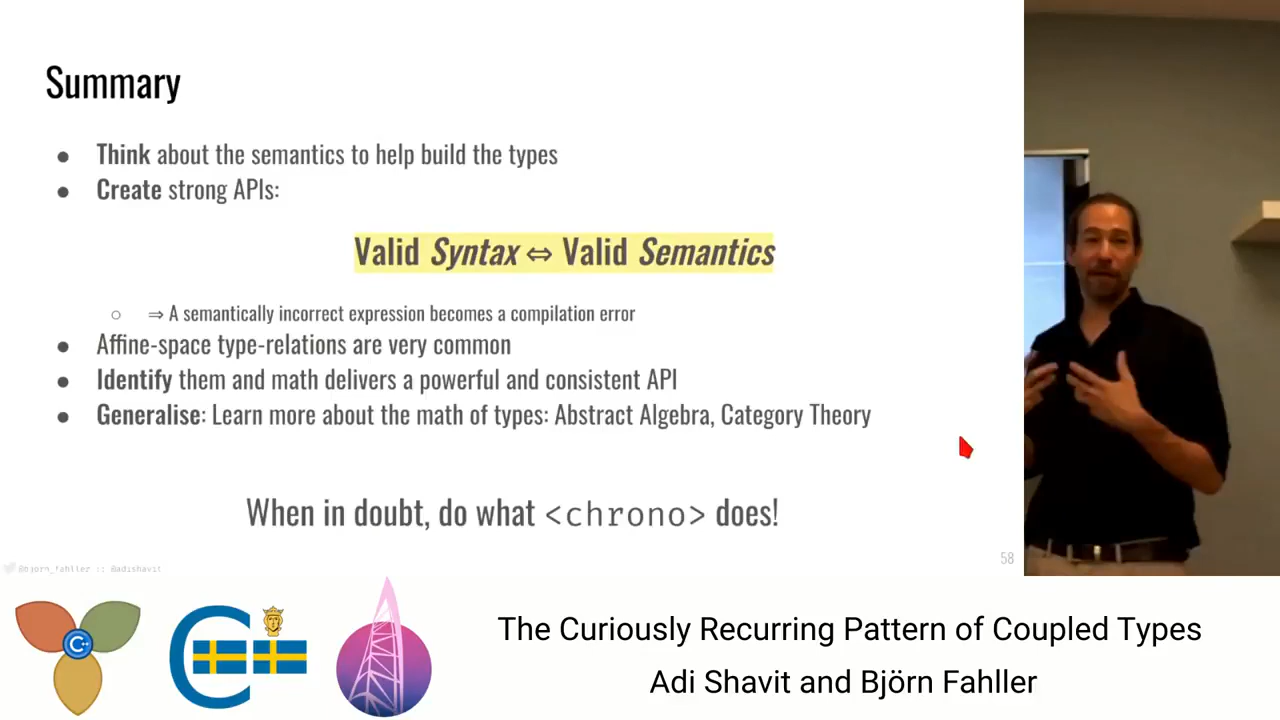 Summary
● Think about the semantics to help build the types
● Create strong APIs:
Valid Syntax ⇔ Valid Semantics
○ ⇒ A semantically incorrect expression becomes a compilation error
● Affine-space type-relations are very common
● Identify them and math delivers a powerful and consistent API
● Generalise: Learn more about the math of types: Abstract Algebra, Category Theory
When in doubt, do what <chrono> does!
@bjorn_fahller :: @adishavit
58
C++
The Curiously Recurring Pattern of Coupled Types
Adi Shavit and Björn Fahller